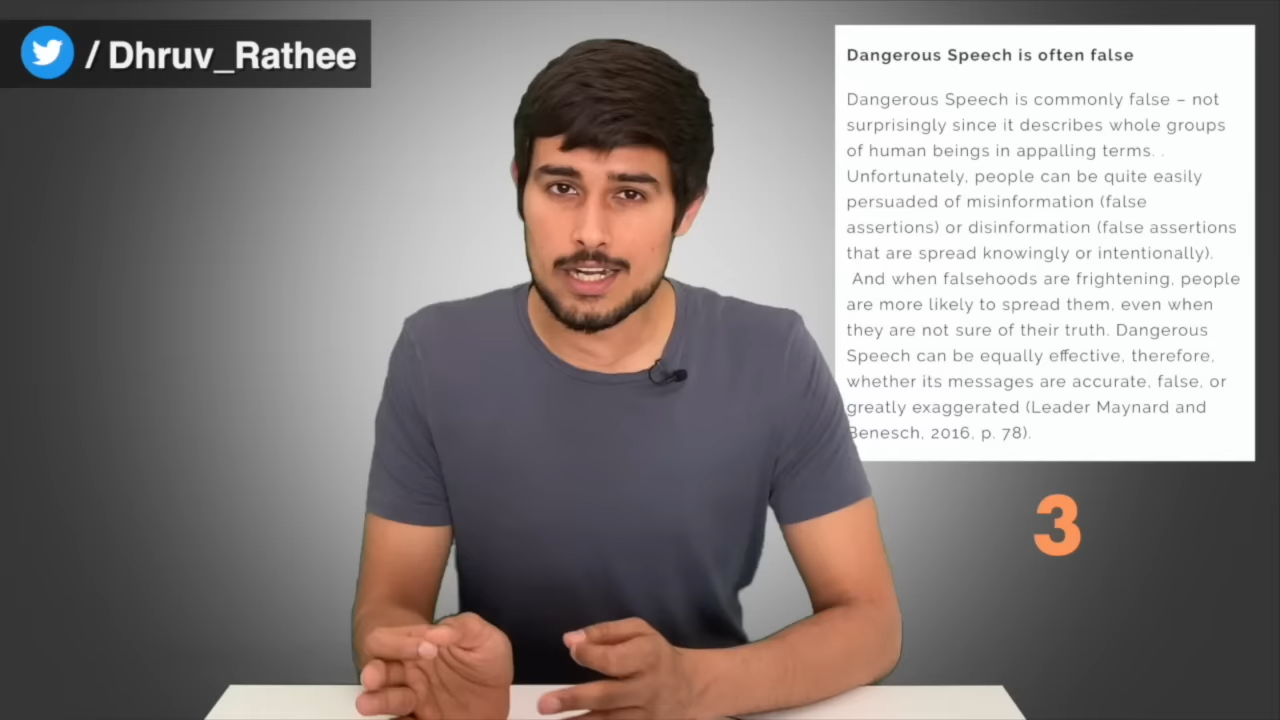 / Dhruv_Rathee
Dangerous Speech is often false
Dangerous Speech is commonly false – not
surprisingly since it describes whole groups
of human beings in appalling terms. .
Unfortunately, people can be quite easily
persuaded of misinformation (false
assertions) or disinformation (false assertions
that are spread knowingly or intentionally).
And when falsehoods are frightening, people
are more likely to spread them, even when
they are not sure of their truth. Dangerous
Speech can be equally effective, therefore,
whether its messages are accurate, false, or
greatly exaggerated (Leader Maynard and
Benesch, 2016, p. 78).
3